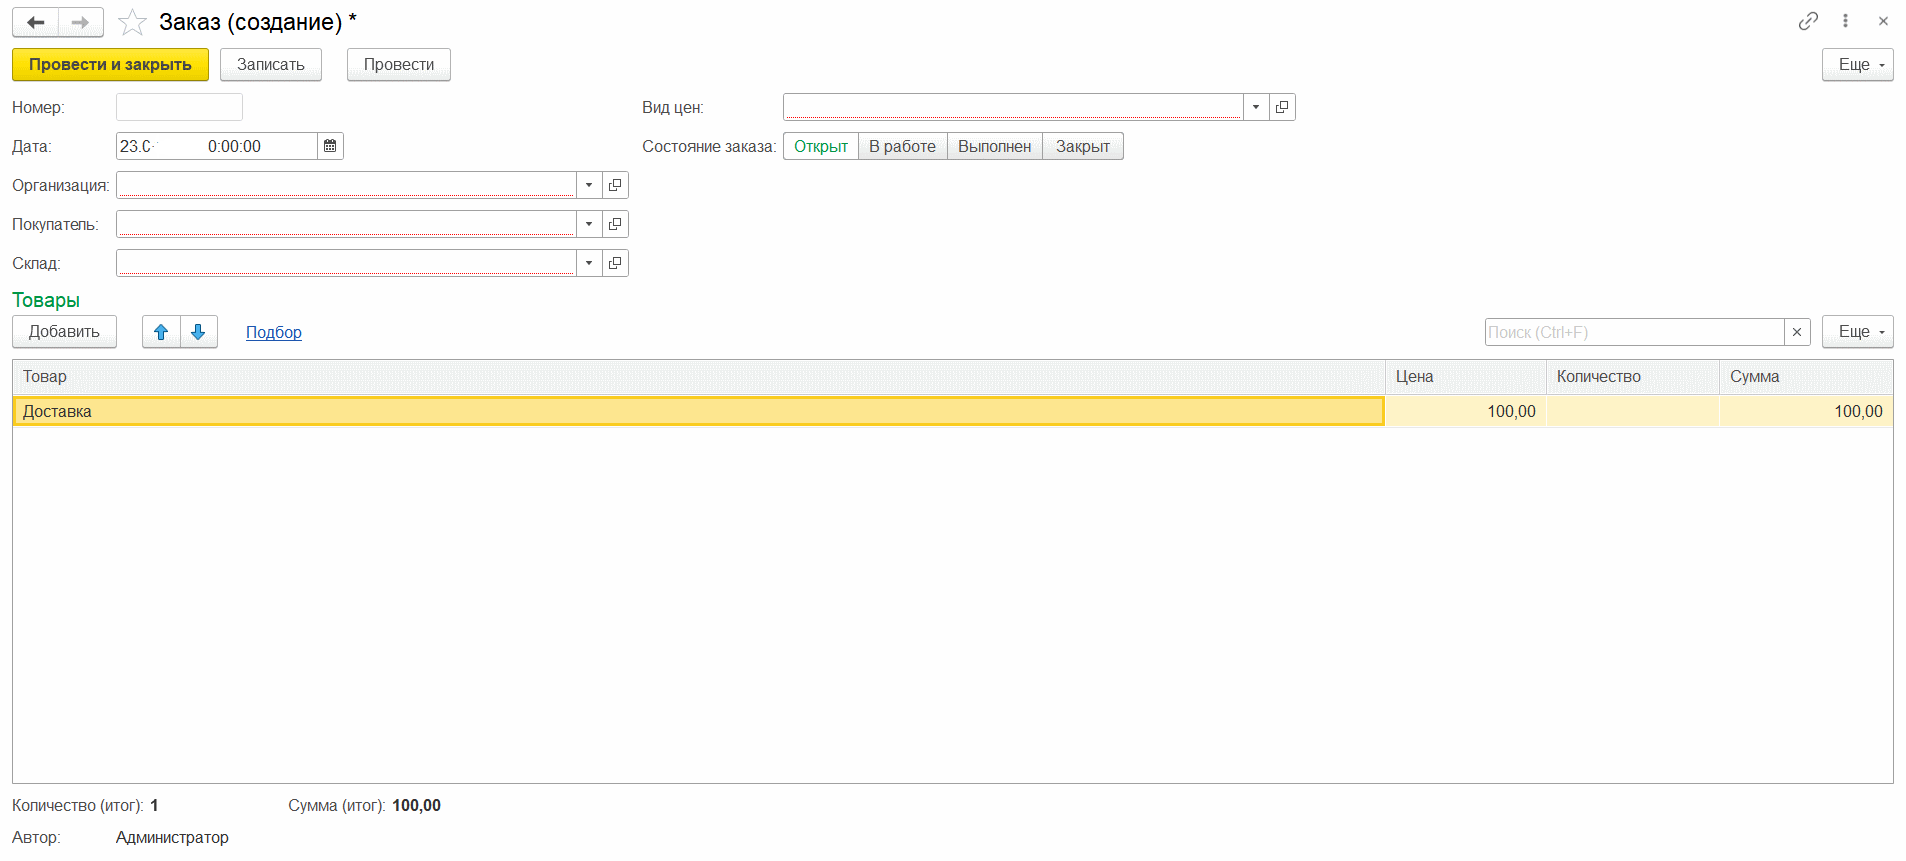 Заказ (создание) *
Провести и закрыть Записать Провести Еще
Номер: Вид цен:
Дата: 0:00:00 Состояние заказа: Открыт В работе Выполнен Закрыт
Организация:
Покупатель:
Склад:
Товары
Добавить Подбор Поиск (Ctrl+F) × Еще
Товар Цена Количество Сумма
Доставка 100,00 100,00
Количество (итог): 1 Сумма (итог): 100,00
Автор: Администратор